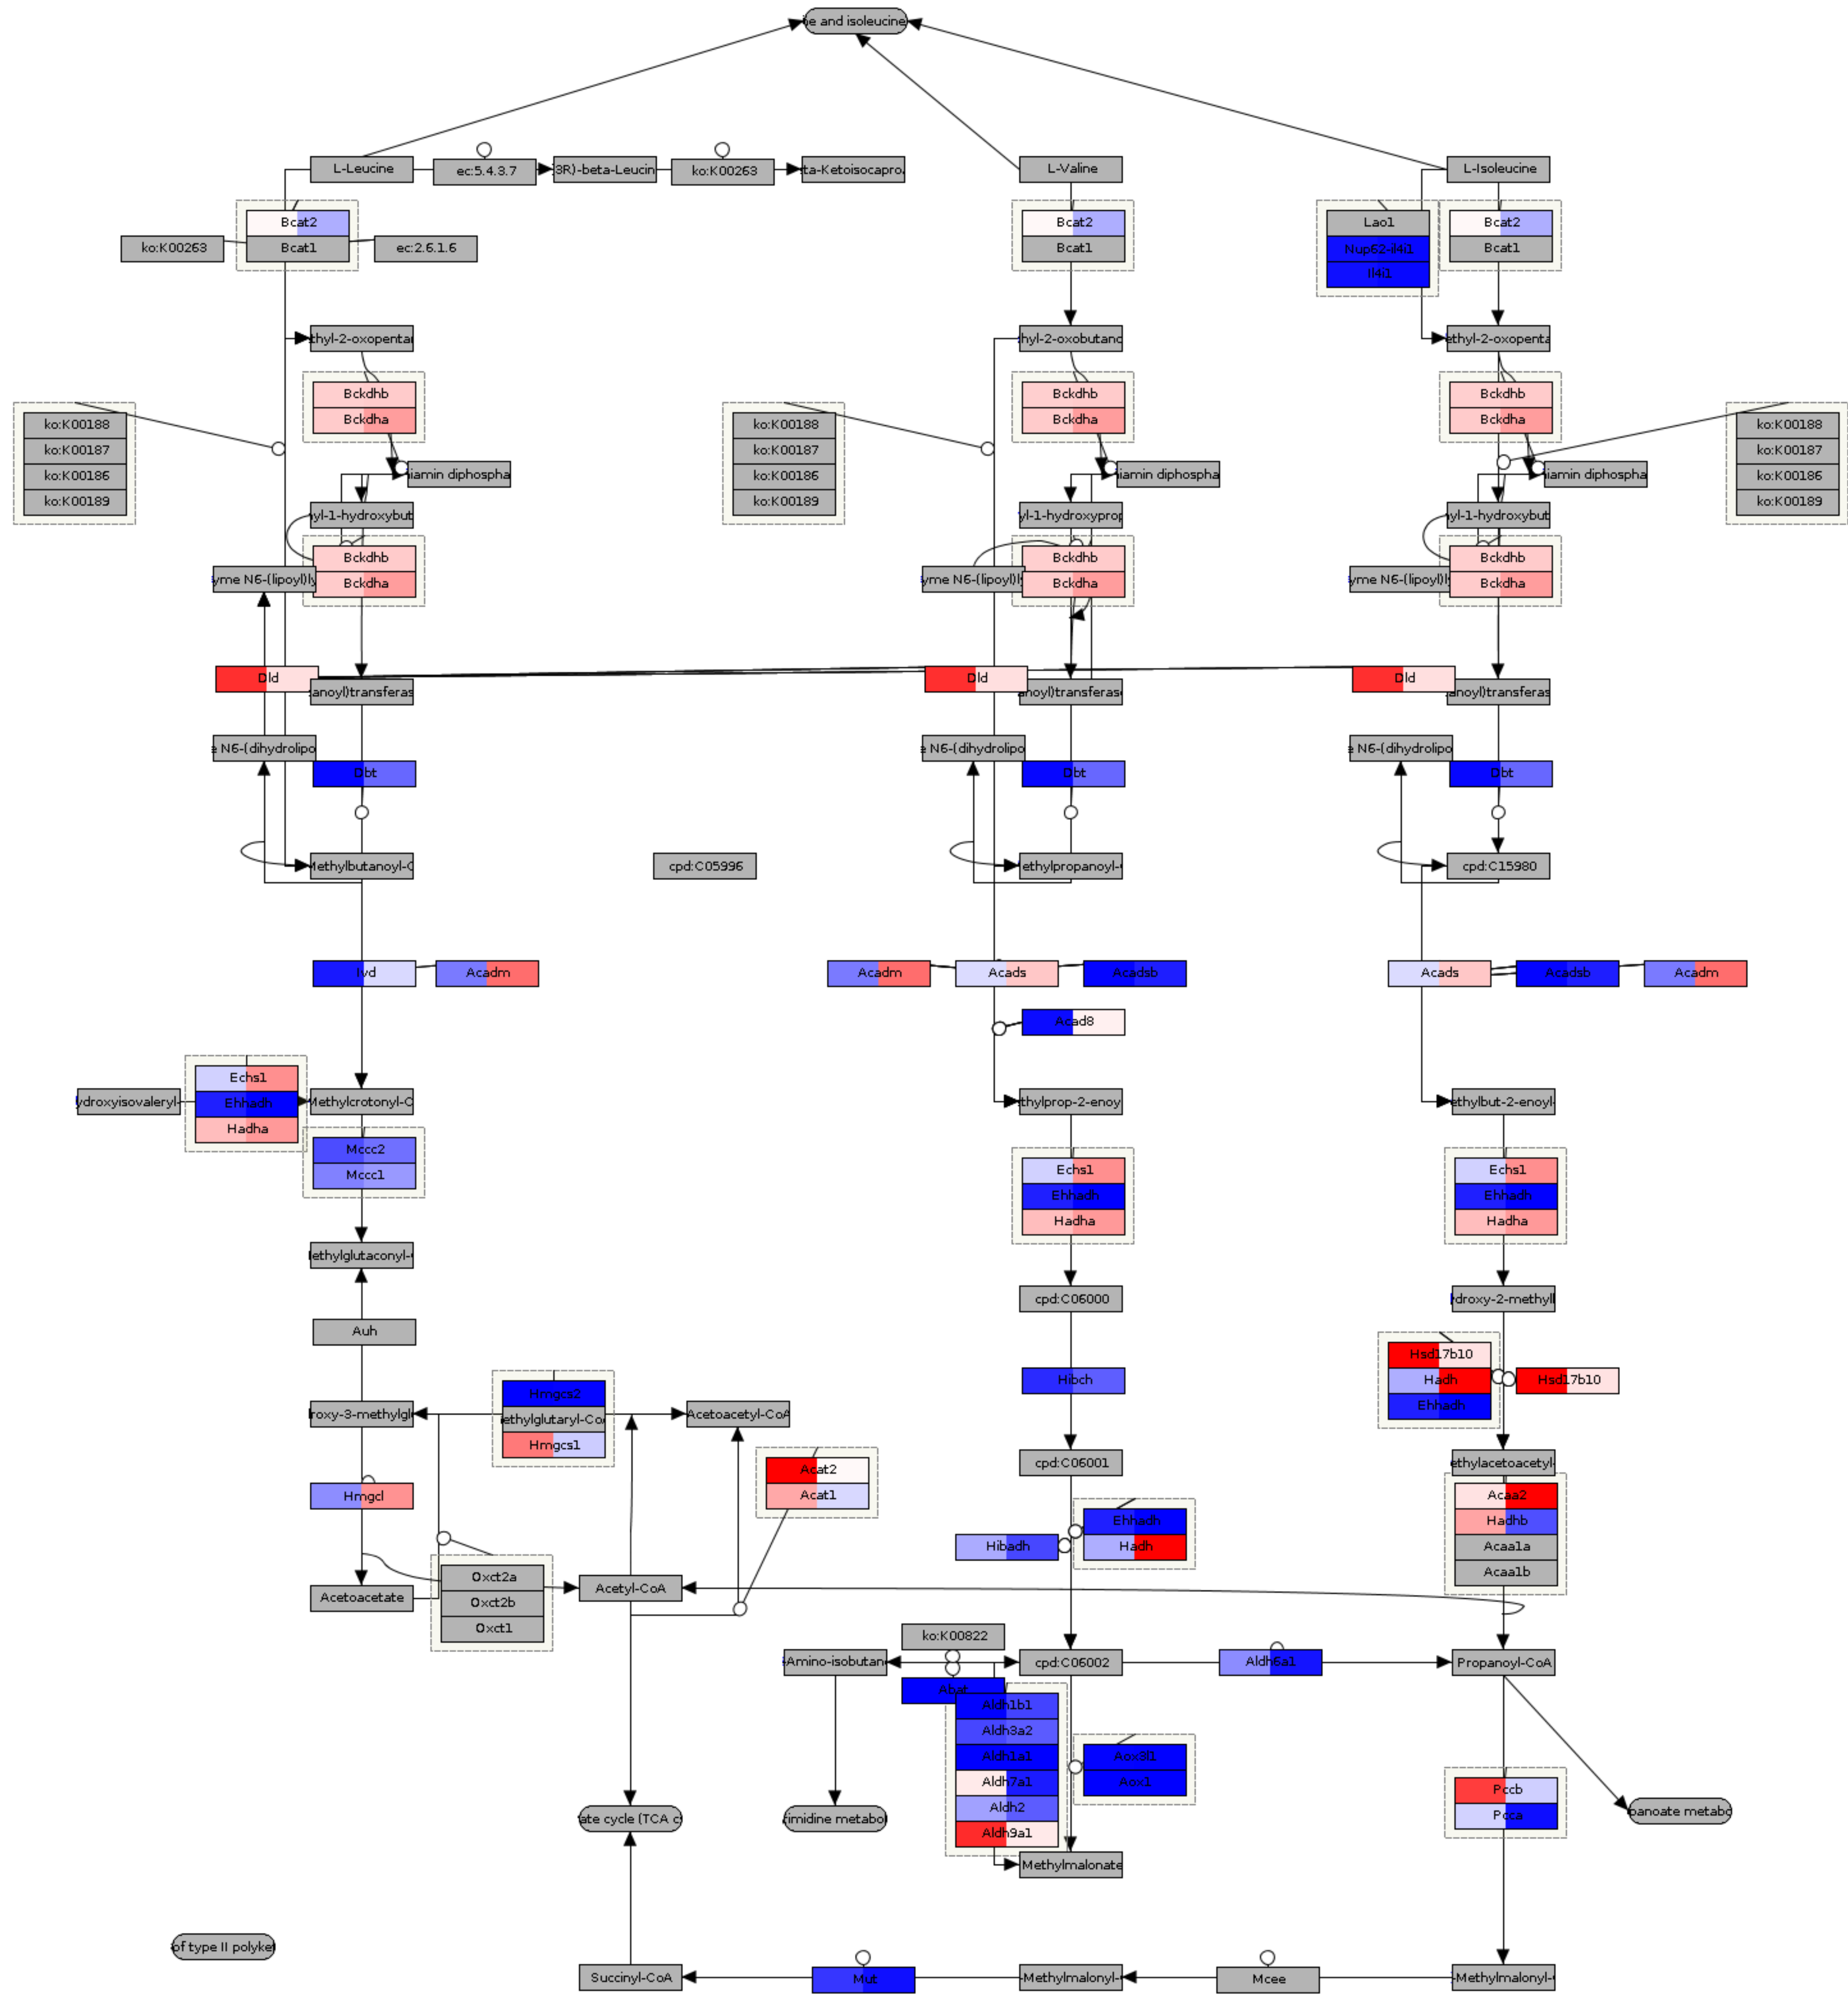 e and isoleucine
L-Leucine
ec:5.4.3.7
3R)-beta-Leucin
ko:K00263
ta-Ketoisocapro
L-Valine
L-Isoleucine
Bcat2
Bcat1
ko:K00263
ec:2.6.1.6
Bcat2
Bcat1
Lao1
Nup62-il4i1
Il4i1
Bcat2
Bcat1
thyl-2-oxopenta
hyl-2-oxobutano
ethyl-2-oxopenta
Bckdhb
Bckdha
Bckdhb
Bckdha
Bckdhb
Bckdha
ko:K00188
ko:K00187
ko:K00186
ko:K00189
ko:K00188
ko:K00187
ko:K00186
ko:K00189
ko:K00188
ko:K00187
ko:K00186
ko:K00189
iamin diphospha
iamin diphospha
iamin diphospha
yl-1-hydroxybut
yl-1-hydroxyprop
yl-1-hydroxybut
Bckdhb
Bckdha
Bckdhb
Bckdha
Bckdhb
Bckdha
yme N6-(lipoyl)ly
yme N6-(lipoyl)l
yme N6-(lipoyl)l
Dld
anoyl)transferas
Dld
anoyl)transferase
Dld
anoyl)transferas
e N6-(dihydrolipo
e N6-(dihydrolipo
e N6-(dihydrolipo
Dbt
Dbt
Dbt
Methylbutanoyl-C
cpd:C05996
ethylpropanoyl-
cpd:C15980
Ivd
Acadm
Acadm
Acads
Acadsb
Acads
Acadsb
Acadm
Acad8
ydroxyisovaleryl-
Echs1
Ehhadh
Hadha
Methylcrotonyl-C
thylprop-2-enoy
ethylbut-2-enoyl-
Mccc2
Mccc1
Echs1
Ehhadh
Hadha
Echs1
Ehhadh
Hadha
ethylglutaconyl-
cpd:C06000
droxy-2-methyl
Auh
Hibch
Hsd17b10
Hadh
Ehhadh
Hsd17b10
roxy-3-methylgl
Hmgcs2
ethylglutaryl-Co
Hmgcs1
Acetoacetyl-CoA
cpd:C06001
ethylacetoacetyl-
Acat2
Acat1
Hmgcl
Acaa2
Hadhb
Acaa1a
Acaa1b
Ehhadh
Hadh
Hibadh
Oxct2a
Oxct2b
Oxct1
Acetoacetate
Acetyl-CoA
ko:K00822
Amino-isobutan
cpd:C06002
Aldh6a1
Propanoyl-CoA
Abat
Aldh1b1
Aldh3a2
Aldh1a1
Aldh7a1
Aldh2
Aldh9a1
Aox3l1
Aox1
Pccb
Pcca
ate cycle (TCA c
rimidine metabol
panoate metabo
Methylmalonate
of type II polyket
Succinyl-CoA
Mut
-Methylmalonyl-
Mcee
-Methylmalonyl-